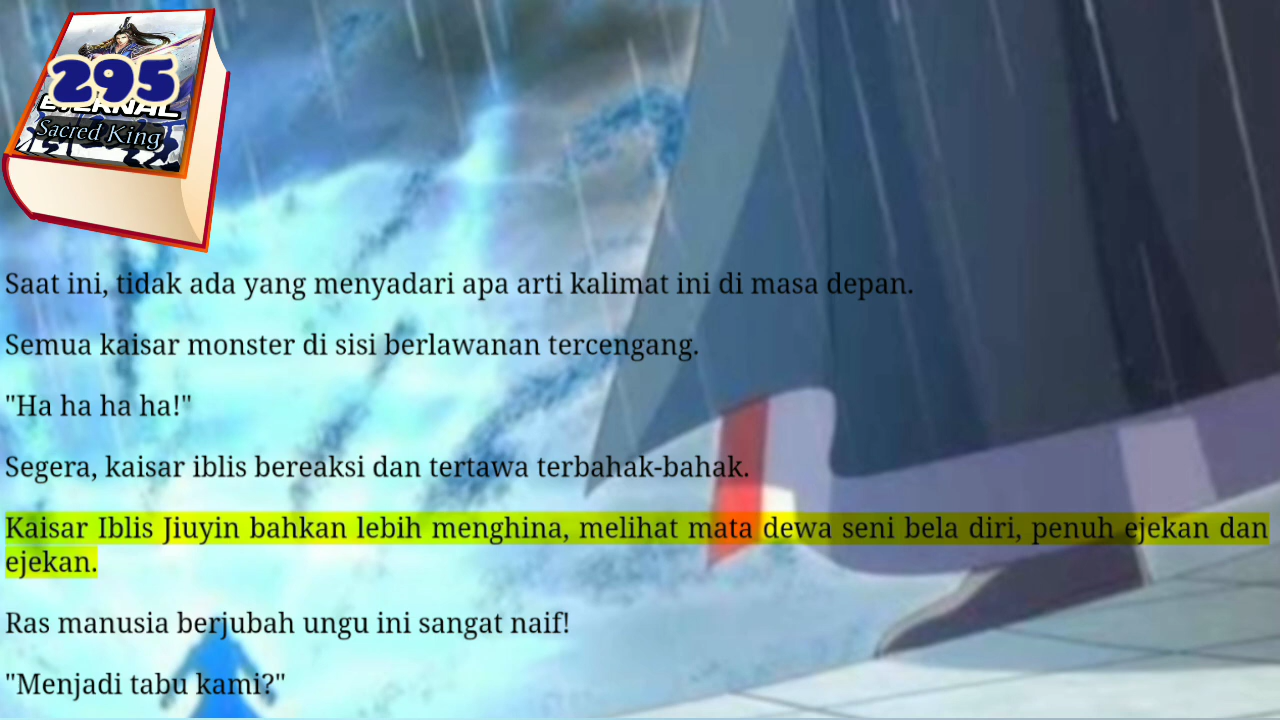 295
ETERNAL
Sacred King
Saat ini, tidak ada yang menyadari apa arti kalimat ini di masa depan.
Semua kaisar monster di sisi berlawanan tercengang.
"Ha ha ha ha!"
Segera, kaisar iblis bereaksi dan tertawa terbahak-bahak.
Kaisar Iblis Jiuyin bahkan lebih menghina, melihat mata dewa seni bela diri, penuh ejekan dan
ejekan.
Ras manusia berjubah ungu ini sangat naif!
"Menjadi tabu kami?"